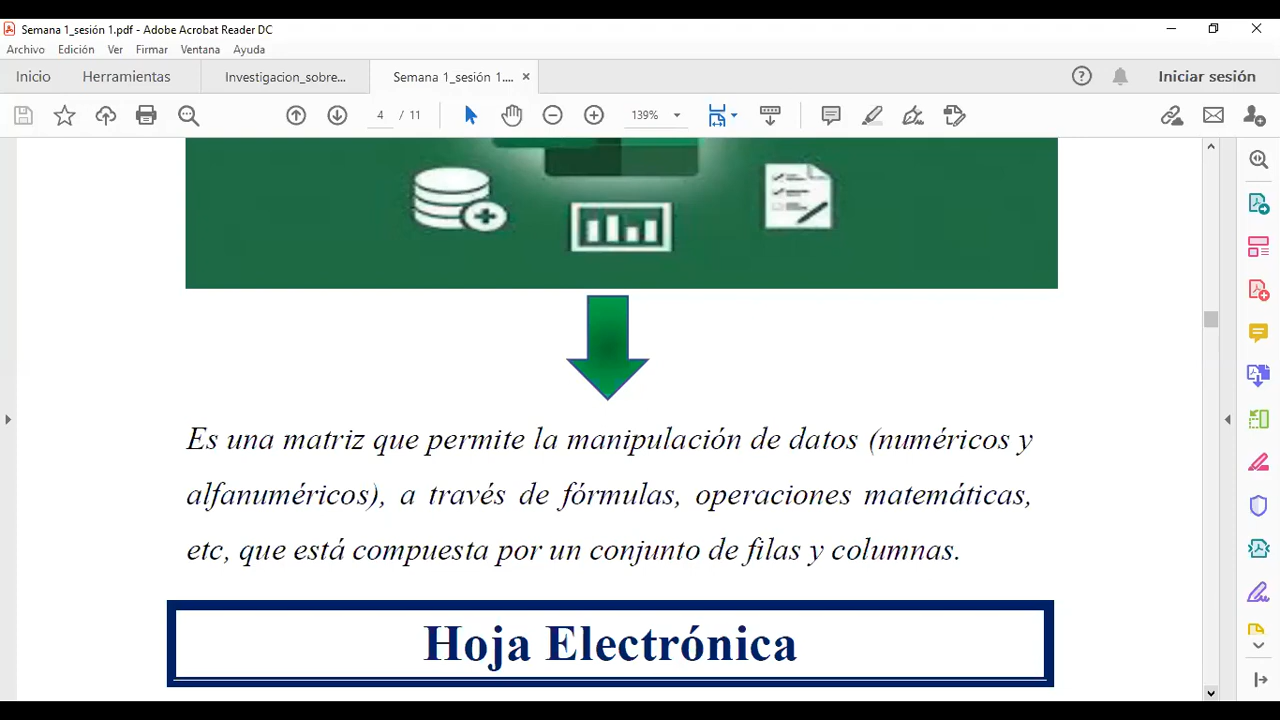 Semana 1_sesión 1.pdf - Adobe Acrobat Reader DC
Archivo Edición Ver Firmar Ventana Ayuda
Inicio Herramientas Investigacion_sobre... Semana 1_sesión 1.... × Iniciar sesión
4 / 11 139%
Es una matriz que permite la manipulación de datos (numéricos y
alfanuméricos), a través de fórmulas, operaciones matemáticas,
etc, que está compuesta por un conjunto de filas y columnas.
Hoja Electrónica